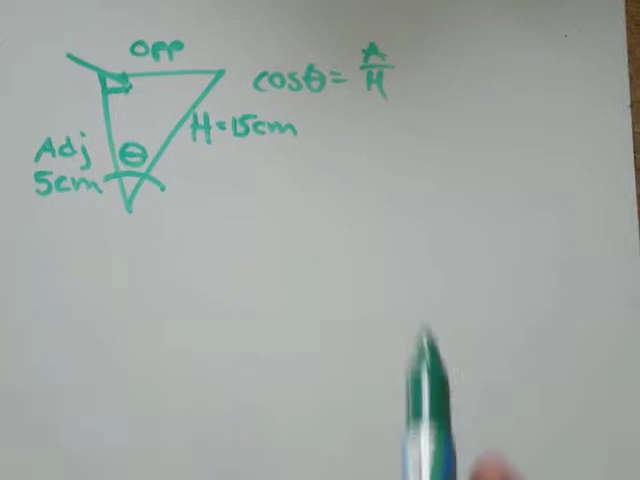 opp
cosθ = A/H
H = 15cm
Adj
θ
5cm